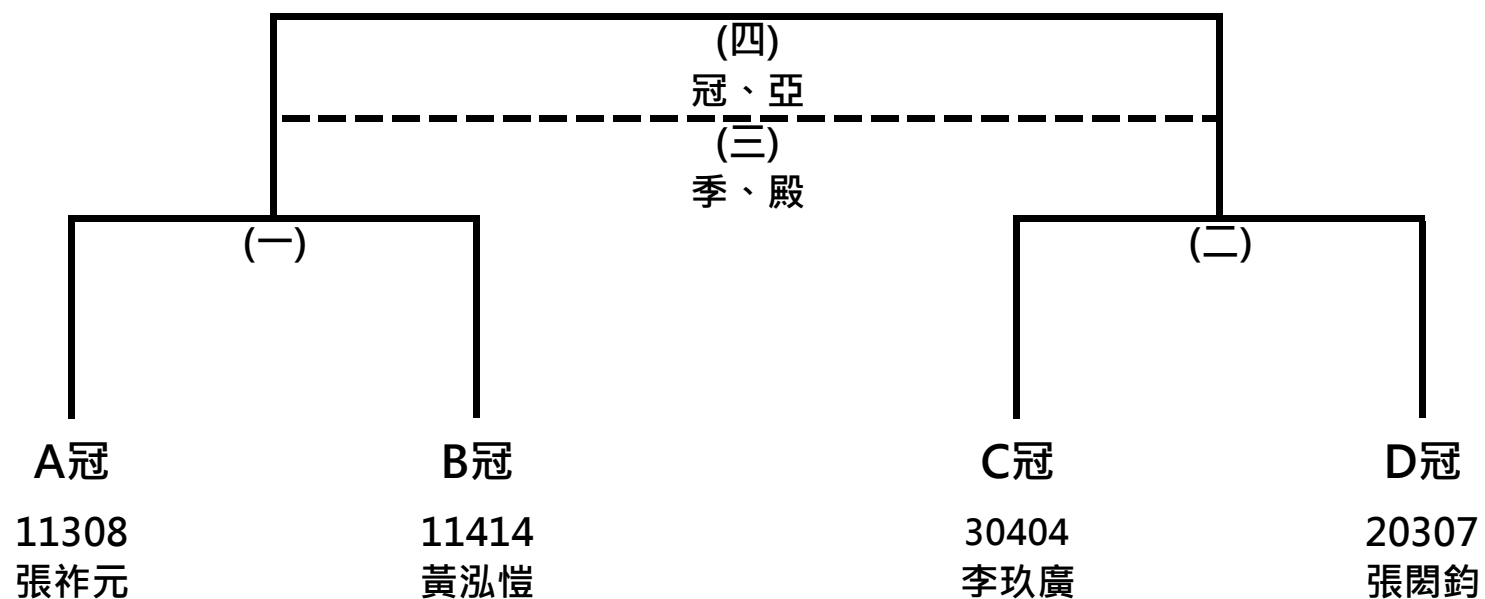 (四)
冠、亞
(三)
季、殿
(一)
(二)
A冠
B冠
C冠
D冠
11308
11414
30404
20307
張祚元
黃泓愷
李玖廣
張閎鈞